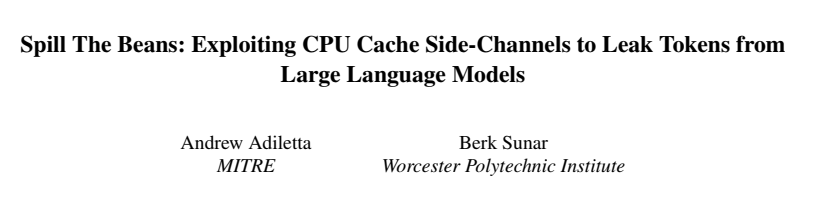 Spill The Beans: Exploiting CPU Cache Side-Channels to Leak Tokens from
Large Language Models
Andrew Adiletta Berk Sunar
MITRE Worcester Polytechnic Institute